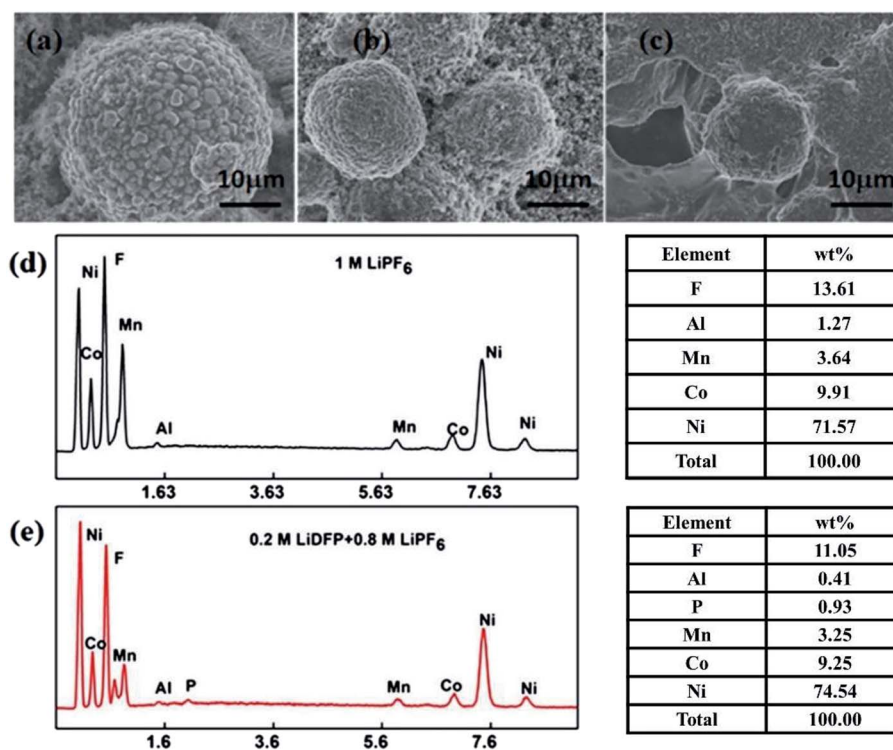 (a)
10μm
(b)
10μm
(c)
10μm
(d)
Ni
F
1 M LiPF6
Mn
Co
Al
Mn
Co
Ni
Ni
1.63 3.63 5.63 7.63
Element wt%
F 13.61
Al 1.27
Mn 3.64
Co 9.91
Ni 71.57
Total 100.00
(e)
Ni
F
0.2 M LiDFP+0.8 M LiPF6
Co
Mn
Al
P
Mn
Co
Ni
Ni
1.6 3.6 5.6 7.6
Element wt%
F 11.05
Al 0.41
P 0.93
Mn 3.25
Co 9.25
Ni 74.54
Total 100.00